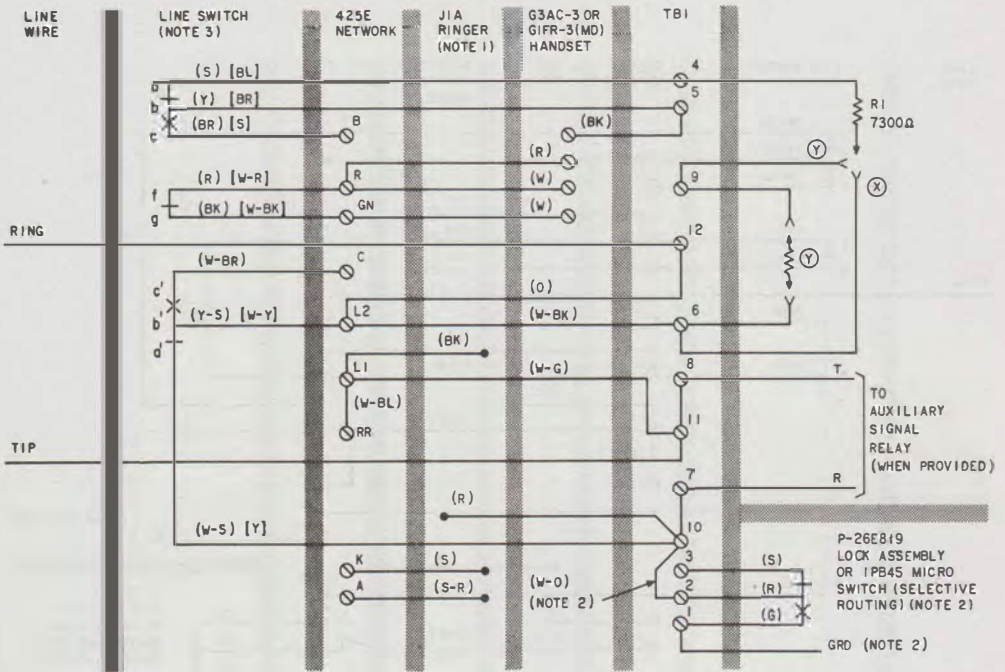 LINE WIRE
LINE SWITCH (NOTE 3)
425E NETWORK
J1A RINGER (NOTE 1)
G3AC-3 OR G1FR-3(MD) HANDSET
TB1
(S) [BL]
4
a
(Y) [BR]
5
b
(BR) [S]
B
(BK)
R1 7300Ω
c
(R)
Y
(R) [W-R]
R
(W)
9
X
f
(BK) [W-BK]
GN
(W)
g
RING
12
(W-BR)
C
Y
c'
(O)
b'
(Y-S) [W-Y]
L2
(W-BK)
6
a'
(BK)
L1
(W-G)
8
T
(W-BL)
TO AUXILIARY SIGNAL RELAY (WHEN PROVIDED)
RR
11
TIP
7
R
(R)
10
(W-S) [Y]
P-26E819 LOCK ASSEMBLY OR 1PB45 MICRO SWITCH (SELECTIVE ROUTING) (NOTE 2)
K
(S)
3
(S)
A
(S-R)
(W-O) (NOTE 2)
2
(R)
1
(G)
GRD (NOTE 2)